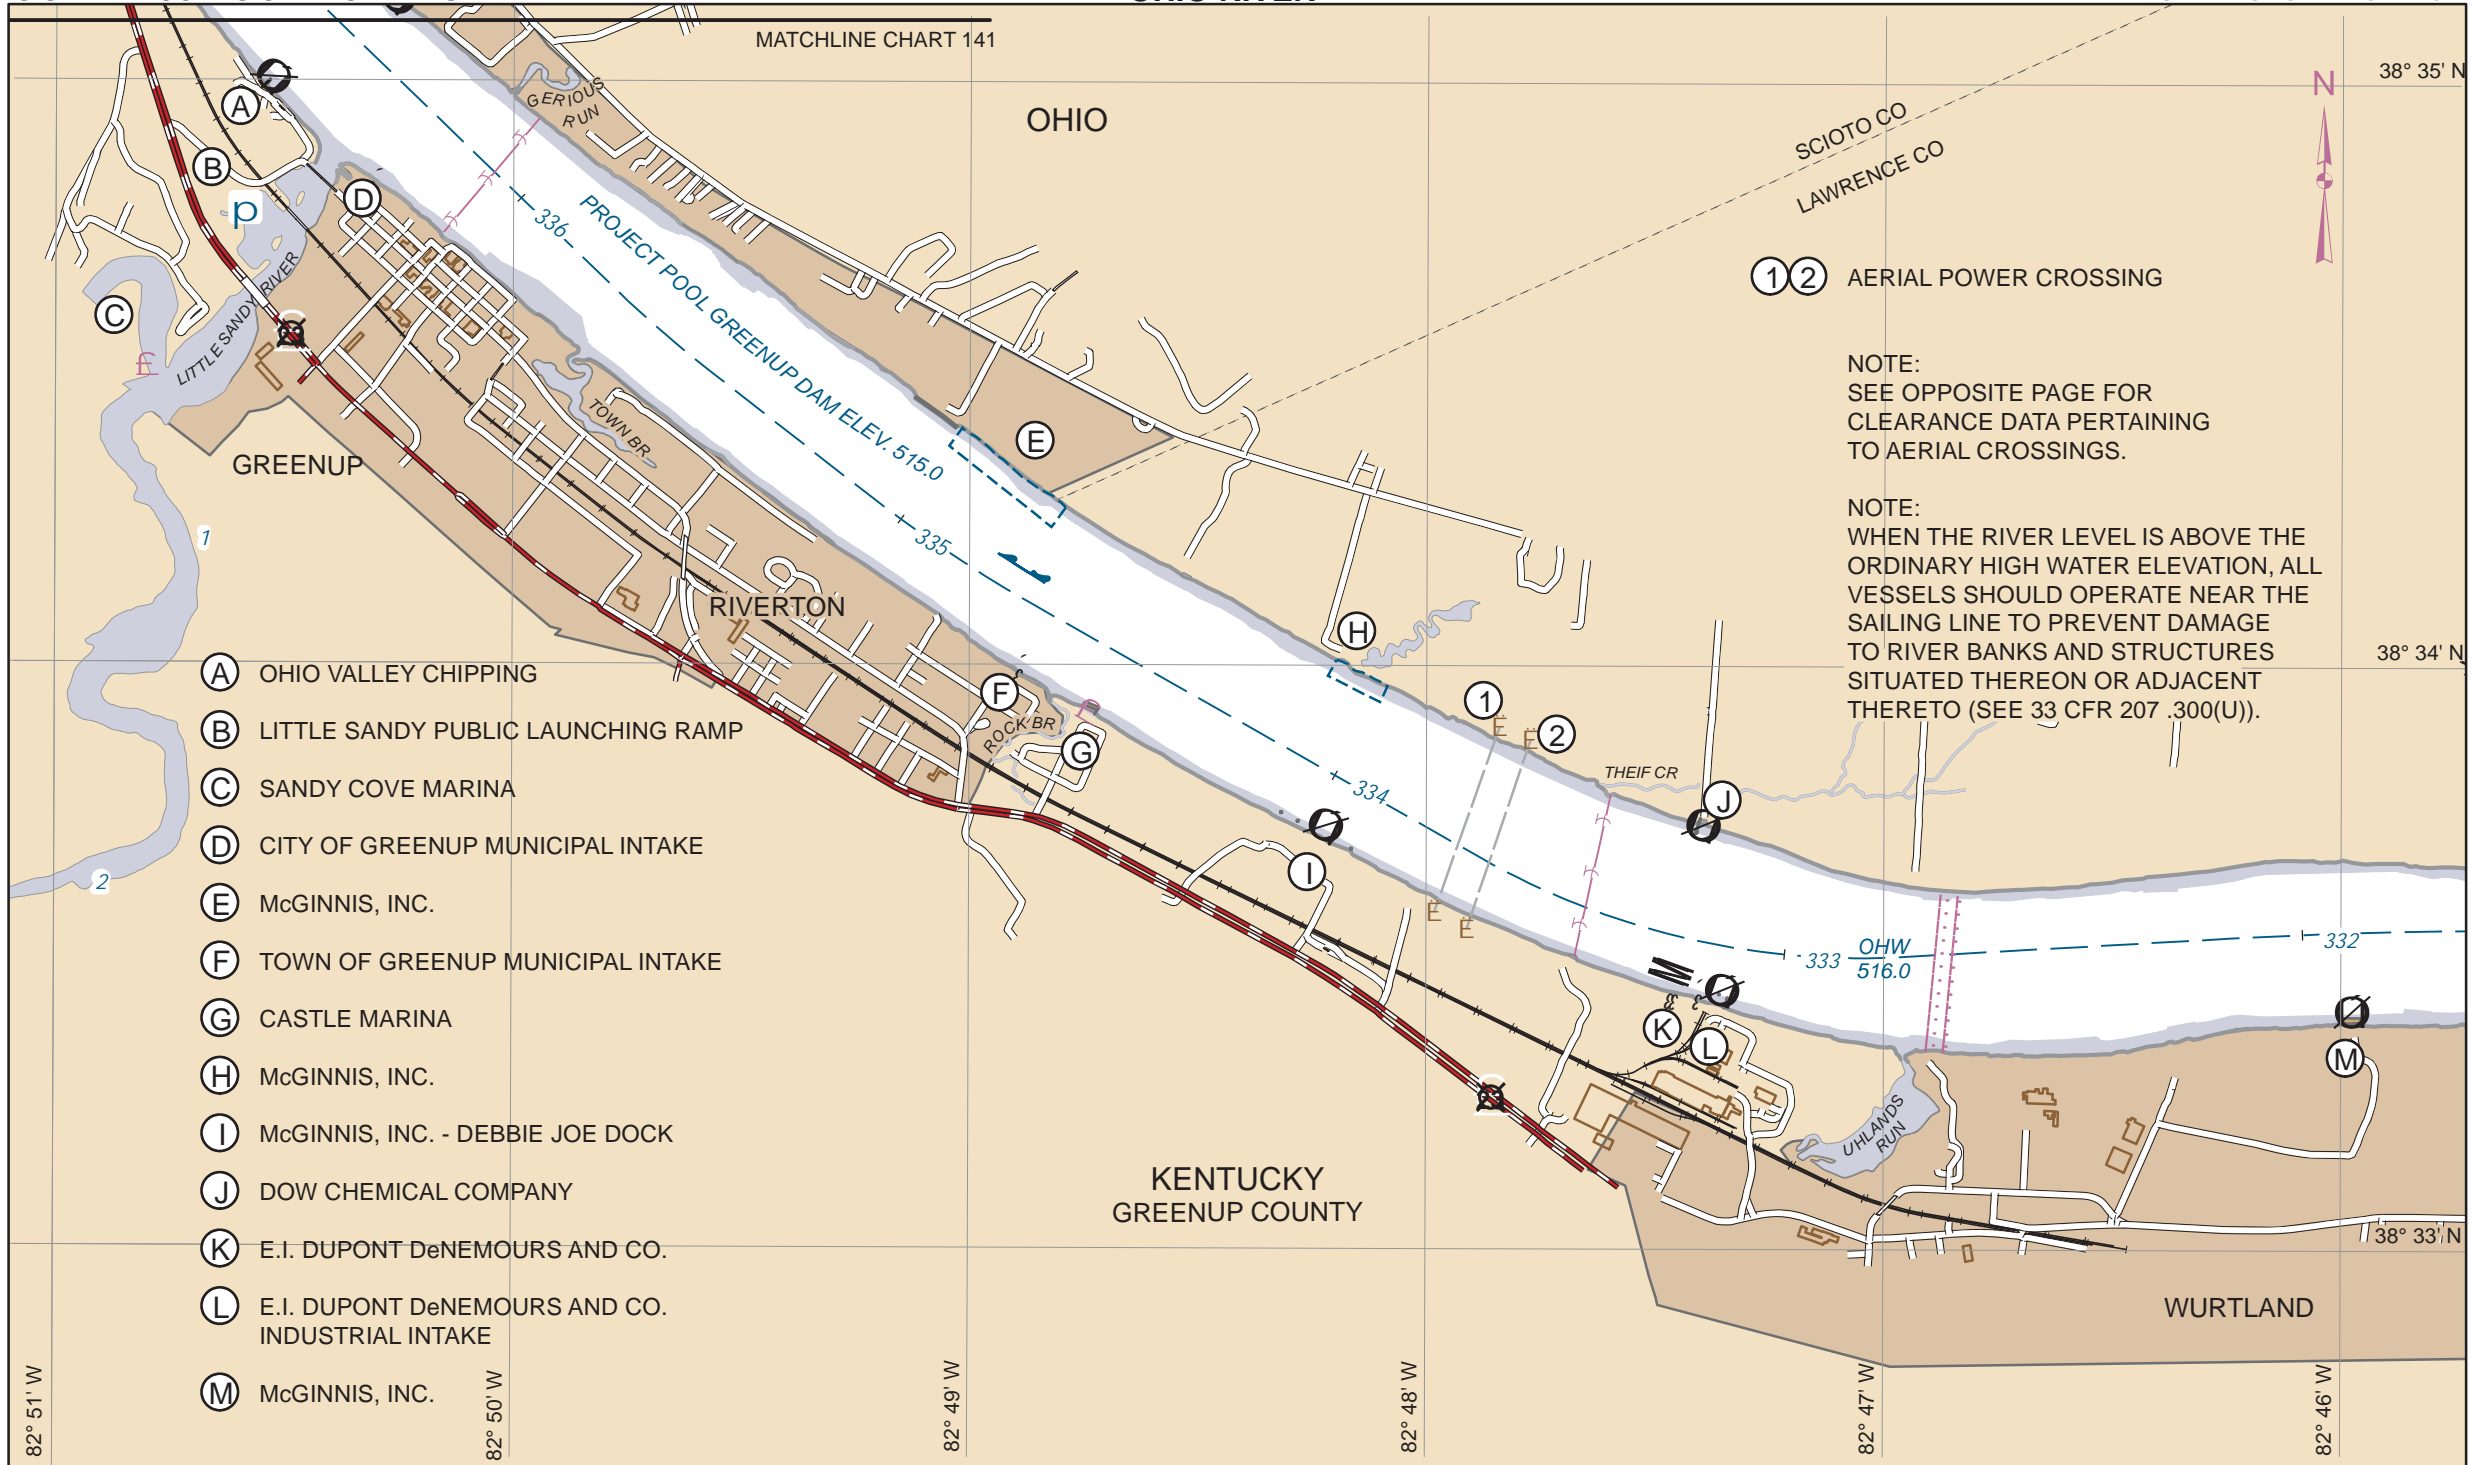 MATCHLINE CHART 141
38° 35' N
N
OHIO
SCIOTO CO
LAWRENCE CO
GERIOUS
RUN
A
B
p
D
C
£
LITTLE SANDY RIVER
336
PROJECT POOL GREENUP DAM ELEV. 515.0
1 2 AERIAL POWER CROSSING
NOTE:
SEE OPPOSITE PAGE FOR
CLEARANCE DATA PERTAINING
TO AERIAL CROSSINGS.
NOTE:
WHEN THE RIVER LEVEL IS ABOVE THE
ORDINARY HIGH WATER ELEVATION, ALL
VESSELS SHOULD OPERATE NEAR THE
SAILING LINE TO PREVENT DAMAGE
TO RIVER BANKS AND STRUCTURES
SITUATED THEREON OR ADJACENT
THERETO (SEE 33 CFR 207 .300(U)).
TOWN BR
E
GREENUP
1
335
RIVERTON
H
38° 34' N
F
ROCK BR
G
1
2
Ë
Ë
THEIF CR
J
334
I
2
Ë
Ë
333
OHW
516.0
332
K
L
M
UHLANDS
RUN
A OHIO VALLEY CHIPPING
B LITTLE SANDY PUBLIC LAUNCHING RAMP
C SANDY COVE MARINA
D CITY OF GREENUP MUNICIPAL INTAKE
E McGINNIS, INC.
F TOWN OF GREENUP MUNICIPAL INTAKE
G CASTLE MARINA
H McGINNIS, INC.
I McGINNIS, INC. - DEBBIE JOE DOCK
J DOW CHEMICAL COMPANY
K E.I. DUPONT DeNEMOURS AND CO.
L E.I. DUPONT DeNEMOURS AND CO.
INDUSTRIAL INTAKE
M McGINNIS, INC.
KENTUCKY
GREENUP COUNTY
38° 33' N
WURTLAND
82° 51' W
82° 50' W
82° 49' W
82° 48' W
82° 47' W
82° 46' W